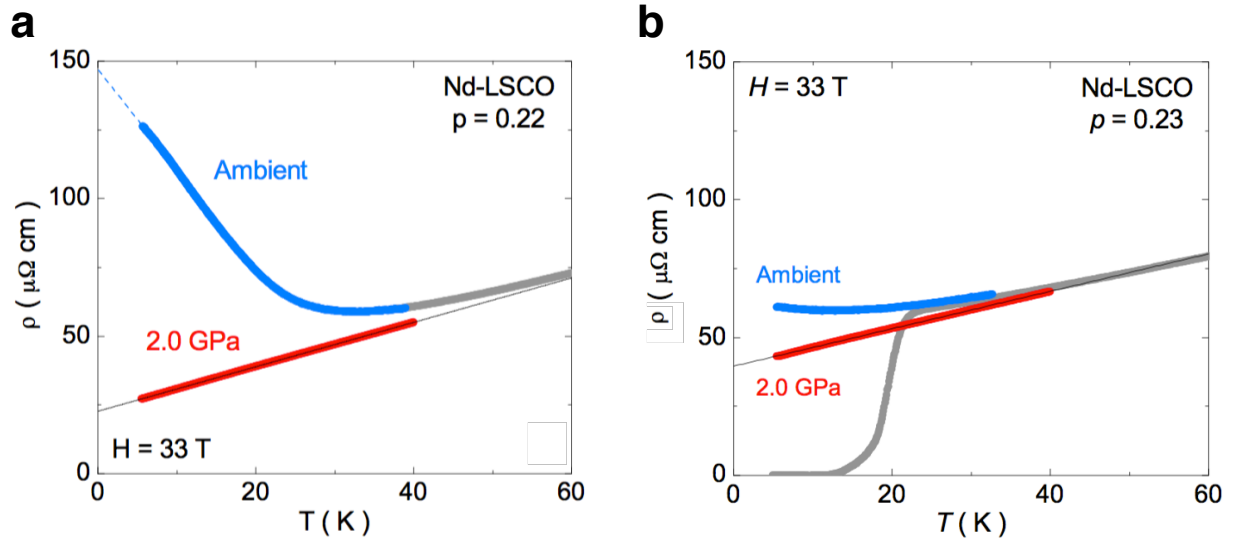 a
150
100
50
0
0
20
40
60
ρ ( μΩ cm )
T ( K )
Nd-LSCO
p = 0.22
Ambient
2.0 GPa
H = 33 T
b
150
100
50
0
0
20
40
60
ρ ( μΩ cm )
ρ
T ( K )
H = 33 T
Nd-LSCO
p = 0.23
Ambient
2.0 GPa